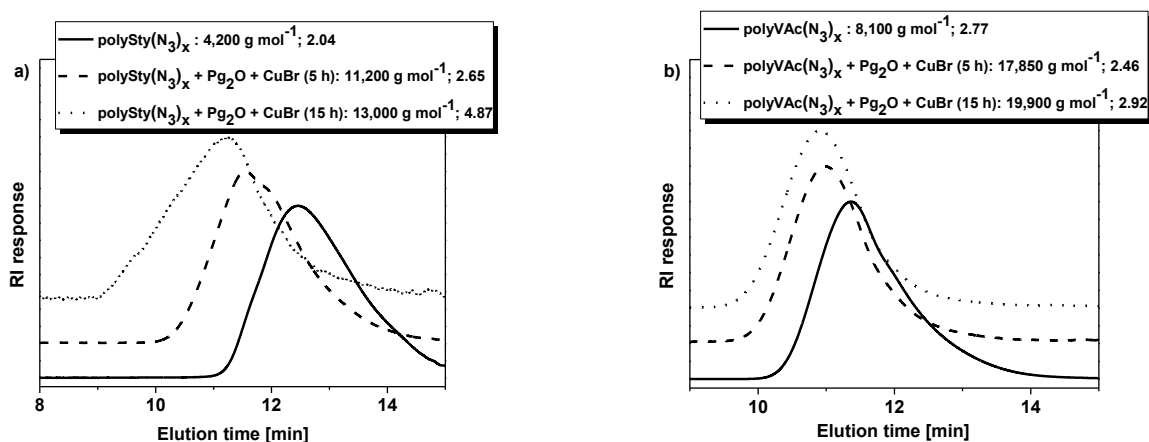 polySty(N₃)ₓ : 4,200 g mol⁻¹; 2.04
polySty(N₃)ₓ + Pg₂O + CuBr (5 h): 11,200 g mol⁻¹; 2.65
polySty(N₃)ₓ + Pg₂O + CuBr (15 h): 13,000 g mol⁻¹; 4.87
a)
RI response
8 10 12 14
Elution time [min]
polyVAc(N₃)ₓ : 8,100 g mol⁻¹; 2.77
polyVAc(N₃)ₓ + Pg₂O + CuBr (5 h): 17,850 g mol⁻¹; 2.46
polyVAc(N₃)ₓ + Pg₂O + CuBr (15 h): 19,900 g mol⁻¹; 2.92
b)
RI response
10 12 14
Elution time [min]